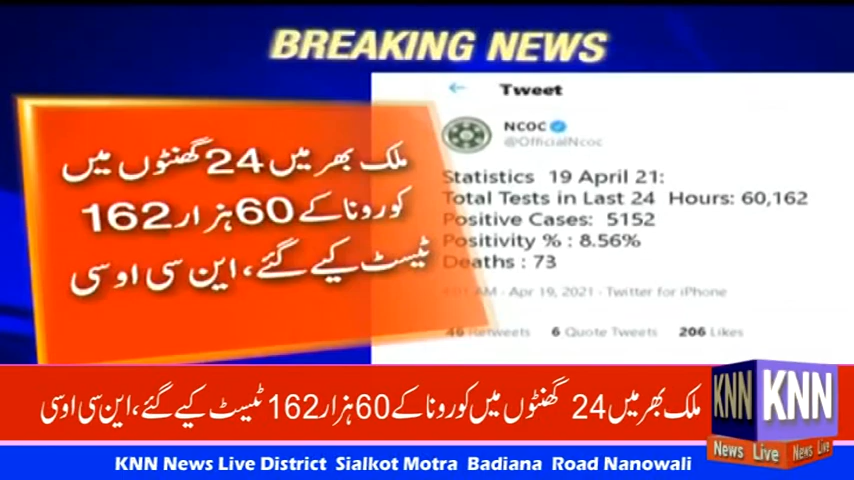 BREAKING NEWS
ملک بھر میں 24 گھنٹوں میں
کورونا کے 60 ہزار 162
ٹیسٹ کیے گئے، این سی او سی
Tweet
NCOC
@OfficialNcoc
Statistics 19 April 21:
Total Tests in Last 24 Hours: 60,162
Positive Cases: 5152
Positivity % : 8.56%
Deaths : 73
AM - Apr 19, 2021 - Twitter for iPhone
46 Retweets 6 Quote Tweets 206 Likes
ملک بھر میں 24 گھنٹوں میں کورونا کے 60 ہزار 162 ٹیسٹ کیے گئے، این سی او سی
KNN KNN
News Live News Live
KNN News Live District Sialkot Motra Badiana Road Nanowali